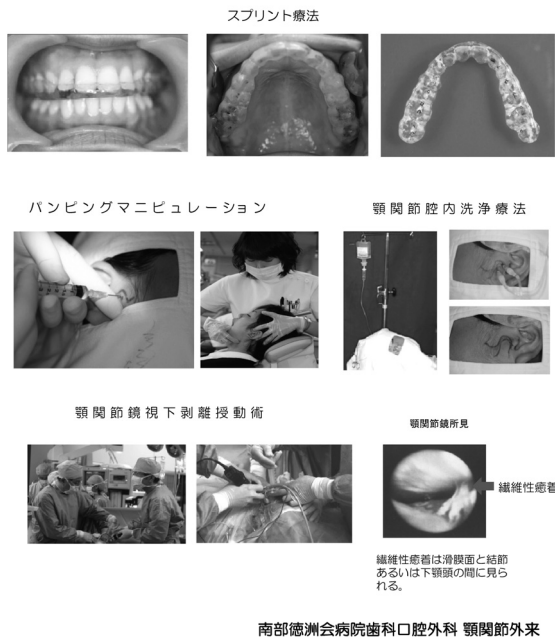 スプリント療法
パンピングマニピュレーション
顎関節腔内洗浄療法
顎関節鏡視下剥離授動術
顎関節鏡所見
繊維性癒着
繊維性癒着は滑膜面と結節
あるいは下顎頭の間に見ら
れる。
南部徳洲会病院歯科口腔外科 顎関節外来